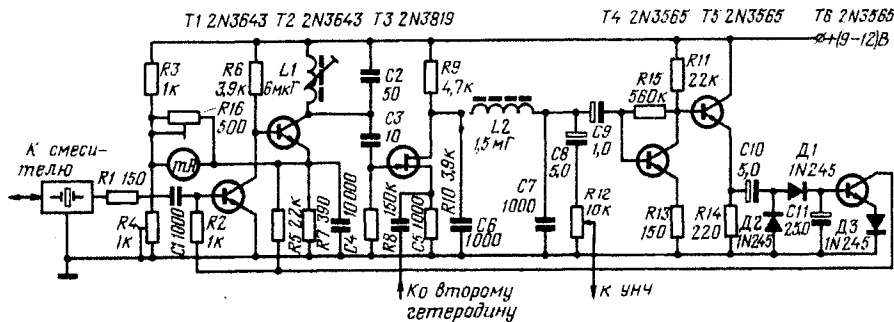 T1 2N3643 T2 2N3643 T3 2N3819 T4 2N3565 T5 2N3565 T6 2N3565
+(9-12)В
R3
1к
R6
3,9к
L1
6мкГ
C2
50
R9
4,7к
R11
22к
R15
560к
R16
500
C3
10
L2
1,5мГ
C9
1,0
C8
5,0
К смеси-
телю
mA
R1 150
C10
5,0
Д1
1N245
R4
1к
C1 1000
R2
1к
R5 2,2к
R7 390
C4 10 000
R8 180к
C5 1000
R10 3,9к
C6
1000
C7
1000
R12
10к
R13
150
R14
220
Д2
1N245
C11
25,0
Д3
1N245
Ко второму
гетеродину
К УНЧ